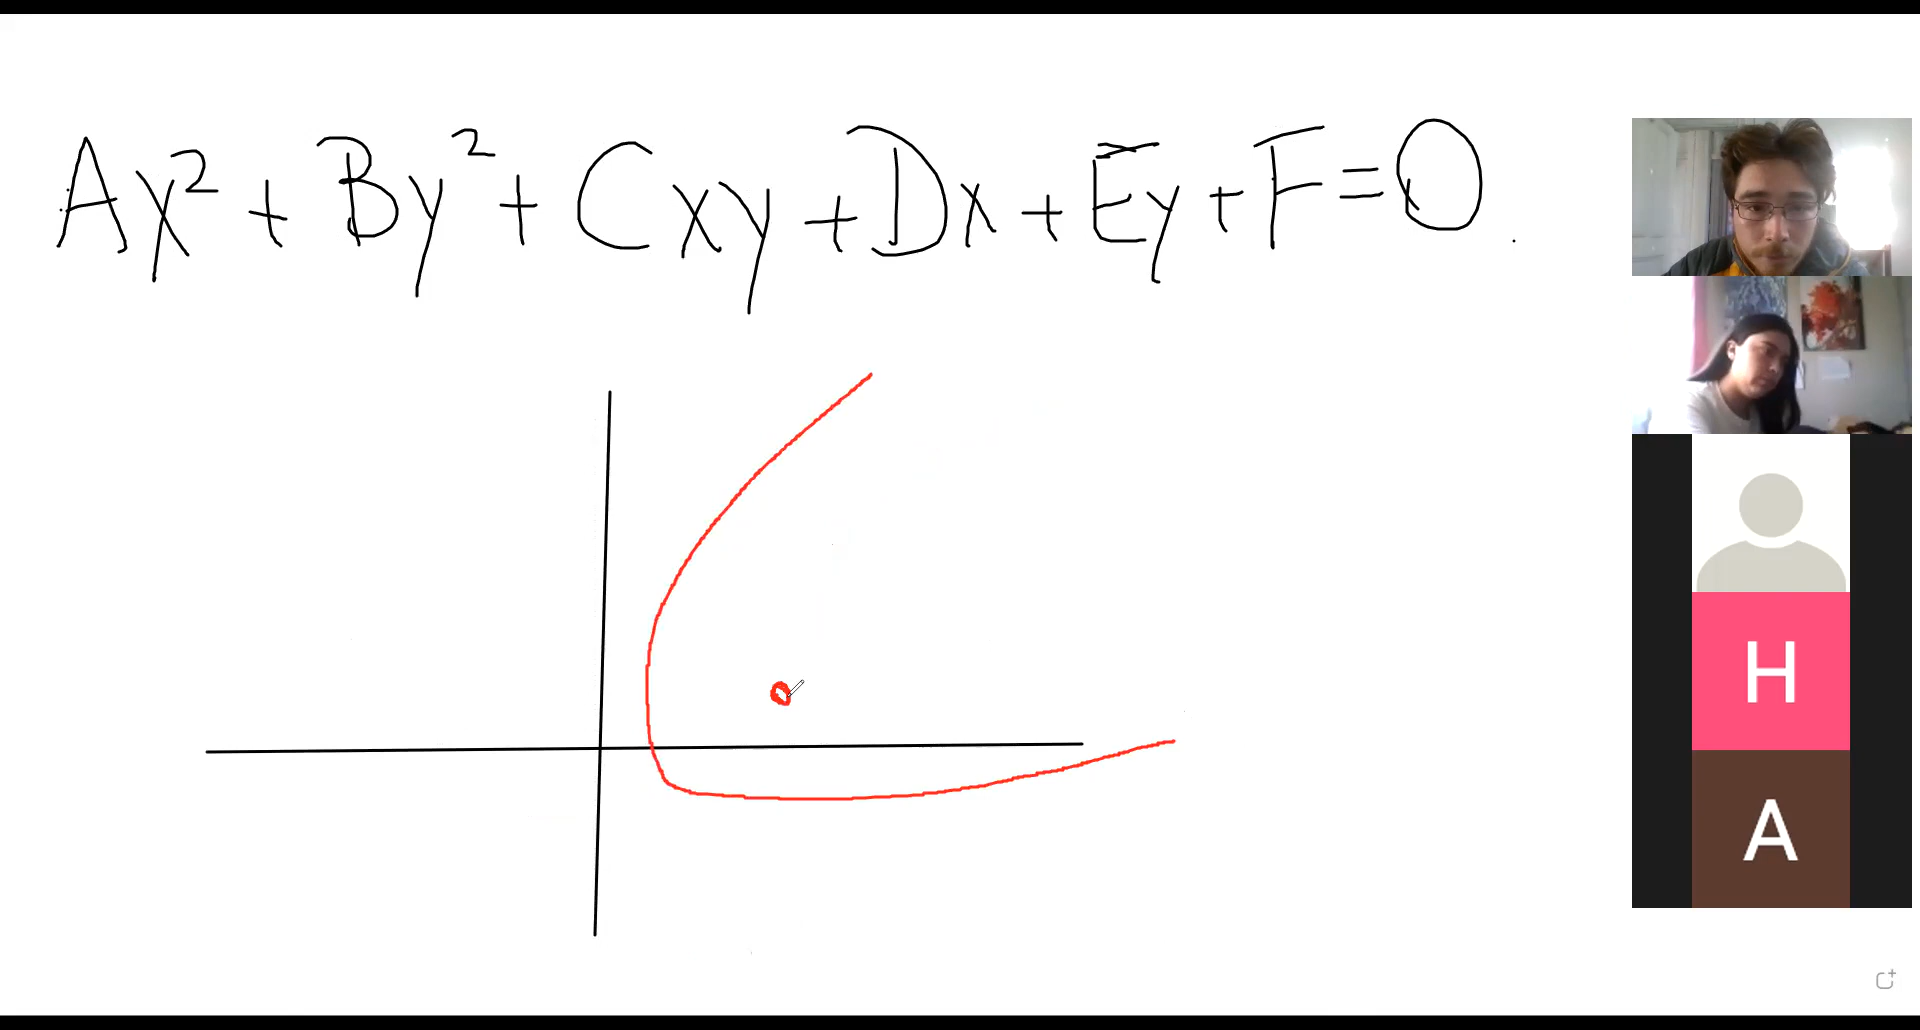 Ax² + By² + Cxy + Dx + Ey + F = 0.
H
A